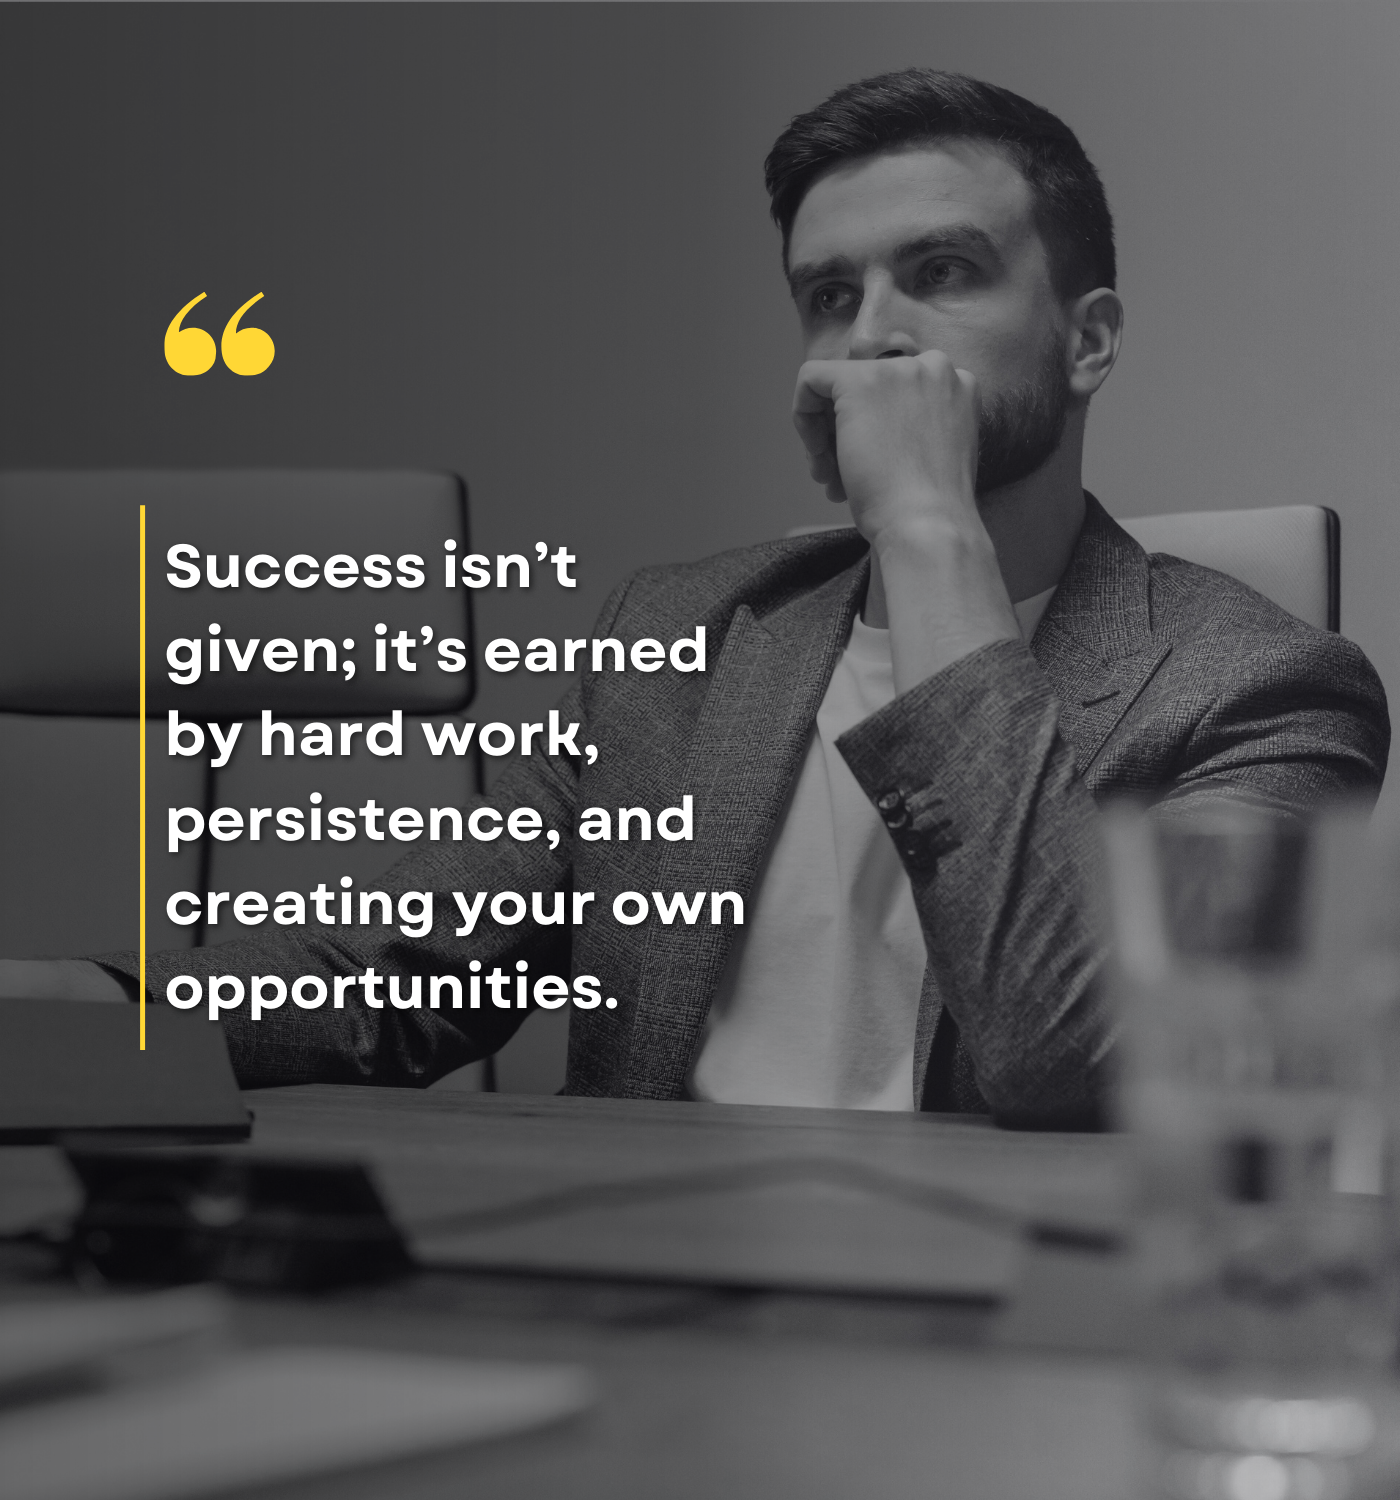 “
Success isn’t
given; it’s earned
by hard work,
persistence, and
creating your own
opportunities.